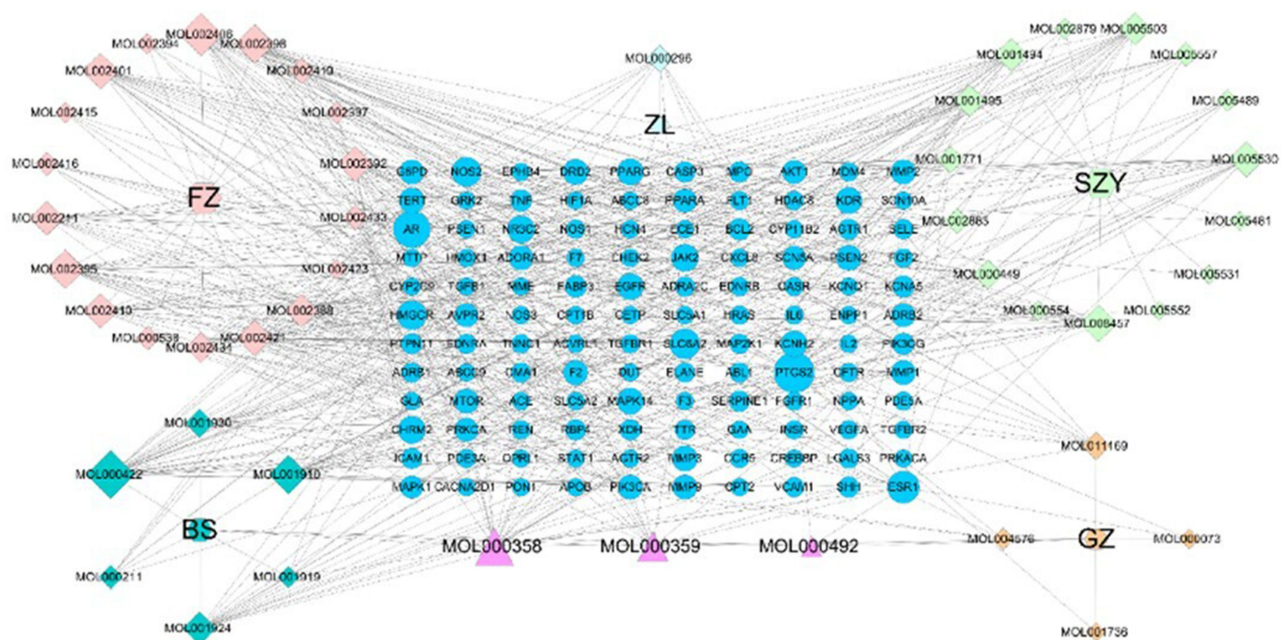 MOL002406
MOL002394
MOL002398
MOL002401
MOL002419
MOL002415
MOL002397
MOL002416
MOL002392
FZ
MOL002211
MOL002433
MOL002395
MOL002423
MOL002410
MOL002388
MOL000538
MOL002434
MOL002421
MOL000296
ZL
MOL002879
MOL005503
MOL001494
MOL005557
MOL001495
MOL005489
MOL001771
MOL005530
SZY
MOL002883
MOL005481
MOL000449
MOL005531
MOL000554
MOL005552
MOL008457
G6PD NOS2 EPHB4 DRD2 PPARG CASP3 MPO AKT1 MDM4 MMP2
TERT GRK2 TNF HIF1A ABCC8 PPARA FLT1 HDAC8 KDR SCN10A
AR PSEN1 NR3C2 NOS1 HCN4 ECE1 BCL2 CYP11B2 AGTR1 SELE
MTTP HMOX1 ADORA1 F7 CHEK2 JAK2 CXCL8 SCN5A PSEN2 FGF2
CYP2C9 TGFB1 MME FABP3 EGFR ADRA2C EDNRB CASR KCND1 KCNA5
HMGCR AVPR2 NOS3 CPT1B CETP SLC5A1 HRAS IL6 ENPP1 ADRB2
PTPN11 EDNRA TNNC1 ACVRL1 TGFBR1 SLC6A2 MAP2K1 KCNH2 IL2 PIK3CG
ADRB1 ABCC9 CMA1 F2 DUT ELANE ABL1 PTGS2 CFTR MMP1
GLA MTOR ACE SLC5A2 MAPK14 F3 SERPINE1 FGFR1 NPPA PDE5A
CHRM2 PRKCA REN RBP4 XDH TTR GAA INSR VEGFA TGFBR2
ICAM1 PDE3A OPRL1 STAT1 AGTR2 MMP3 CCR5 CREBBP LGALS3 PRKACA
MAPK1 CACNA2D1 PON1 APOB PIK3CA MMP9 CPT2 VCAM1 SHH ESR1
MOL001930
MOL000422
MOL001910
BS
MOL000211
MOL001919
MOL001924
MOL000358
MOL000359
MOL000492
MOL011169
MOL004576
GZ
MOL000073
MOL001736